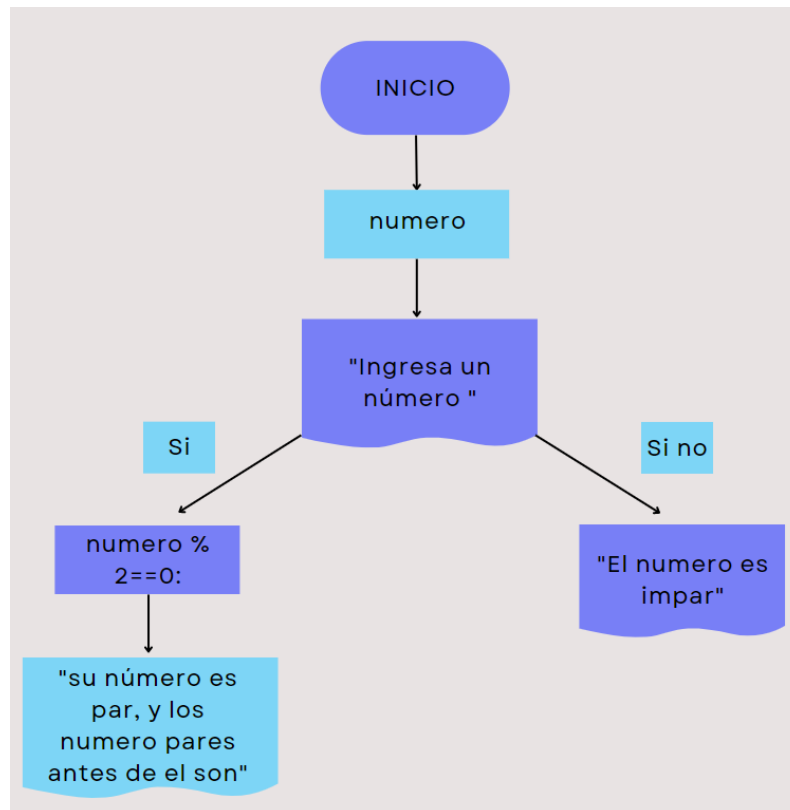 INICIO
numero
"Ingresa un
número "
Si
Si no
numero %
2==0:
"El numero es
impar"
"su número es
par, y los
numero pares
antes de el son"